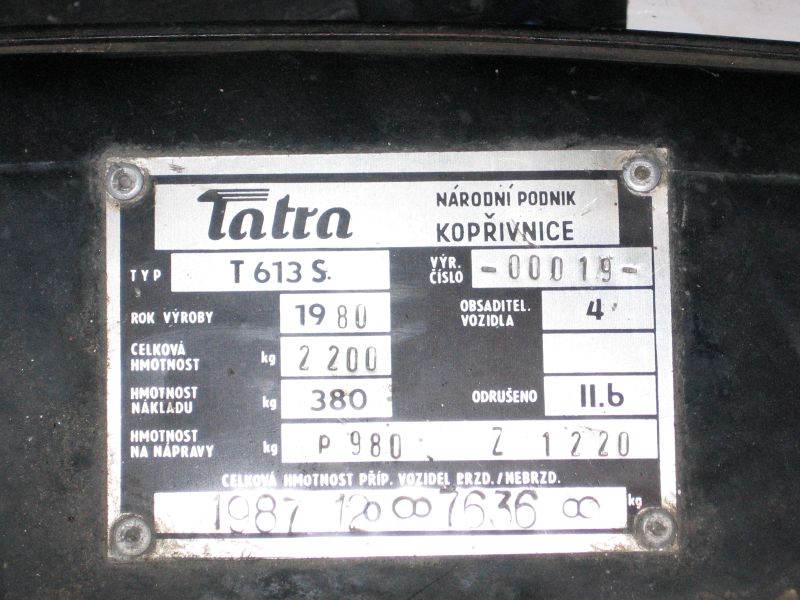 Tatra
NÁRODNÍ PODNIK
KOPŘIVNICE
TYP T 613 S.
VÝR. ČÍSLO -00019-
ROK VÝROBY 1980
OBSADITEL. VOZIDLA 4
CELKOVÁ HMOTNOST kg 2 200
HMOTNOST NÁKLADU kg 380
ODRUŠENO II.b
HMOTNOST NA NÁPRAVY kg P 980 Z 1220
CELKOVÁ HMOTNOST PŘÍP. VOZIDEL PRZD./NEBRZD.
1987 7636 kg